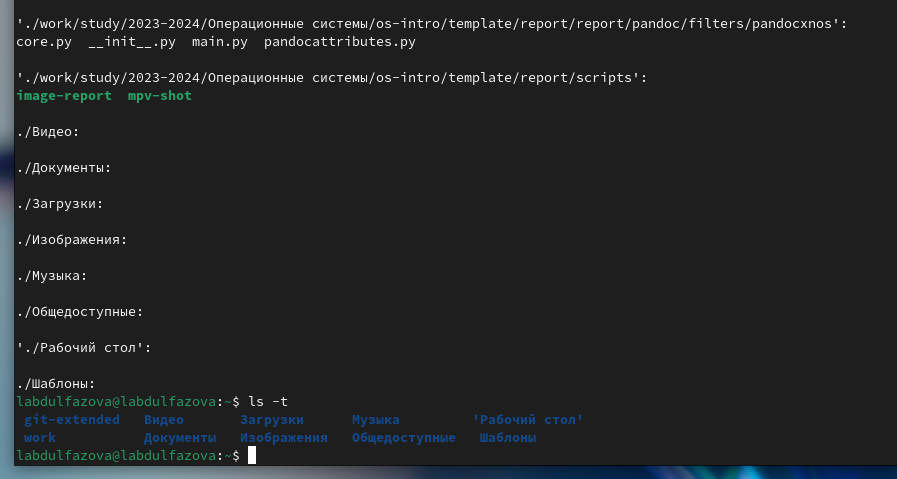 './work/study/2023-2024/Операционные системы/os-intro/template/report/report/pandoc/filters/pandocxnos':
core.py  __init__.py  main.py  pandocattributes.py
'./work/study/2023-2024/Операционные системы/os-intro/template/report/scripts':
image-report  mpv-shot
./Видео:
./Документы:
./Загрузки:
./Изображения:
./Музыка:
./Общедоступные:
'./Рабочий стол':
./Шаблоны:
labdulfazova@labdulfazova:~$ ls -t
git-extended   Видео       Загрузки      Музыка         'Рабочий стол'
work          Документы   Изображения   Общедоступные   Шаблоны
labdulfazova@labdulfazova:~$